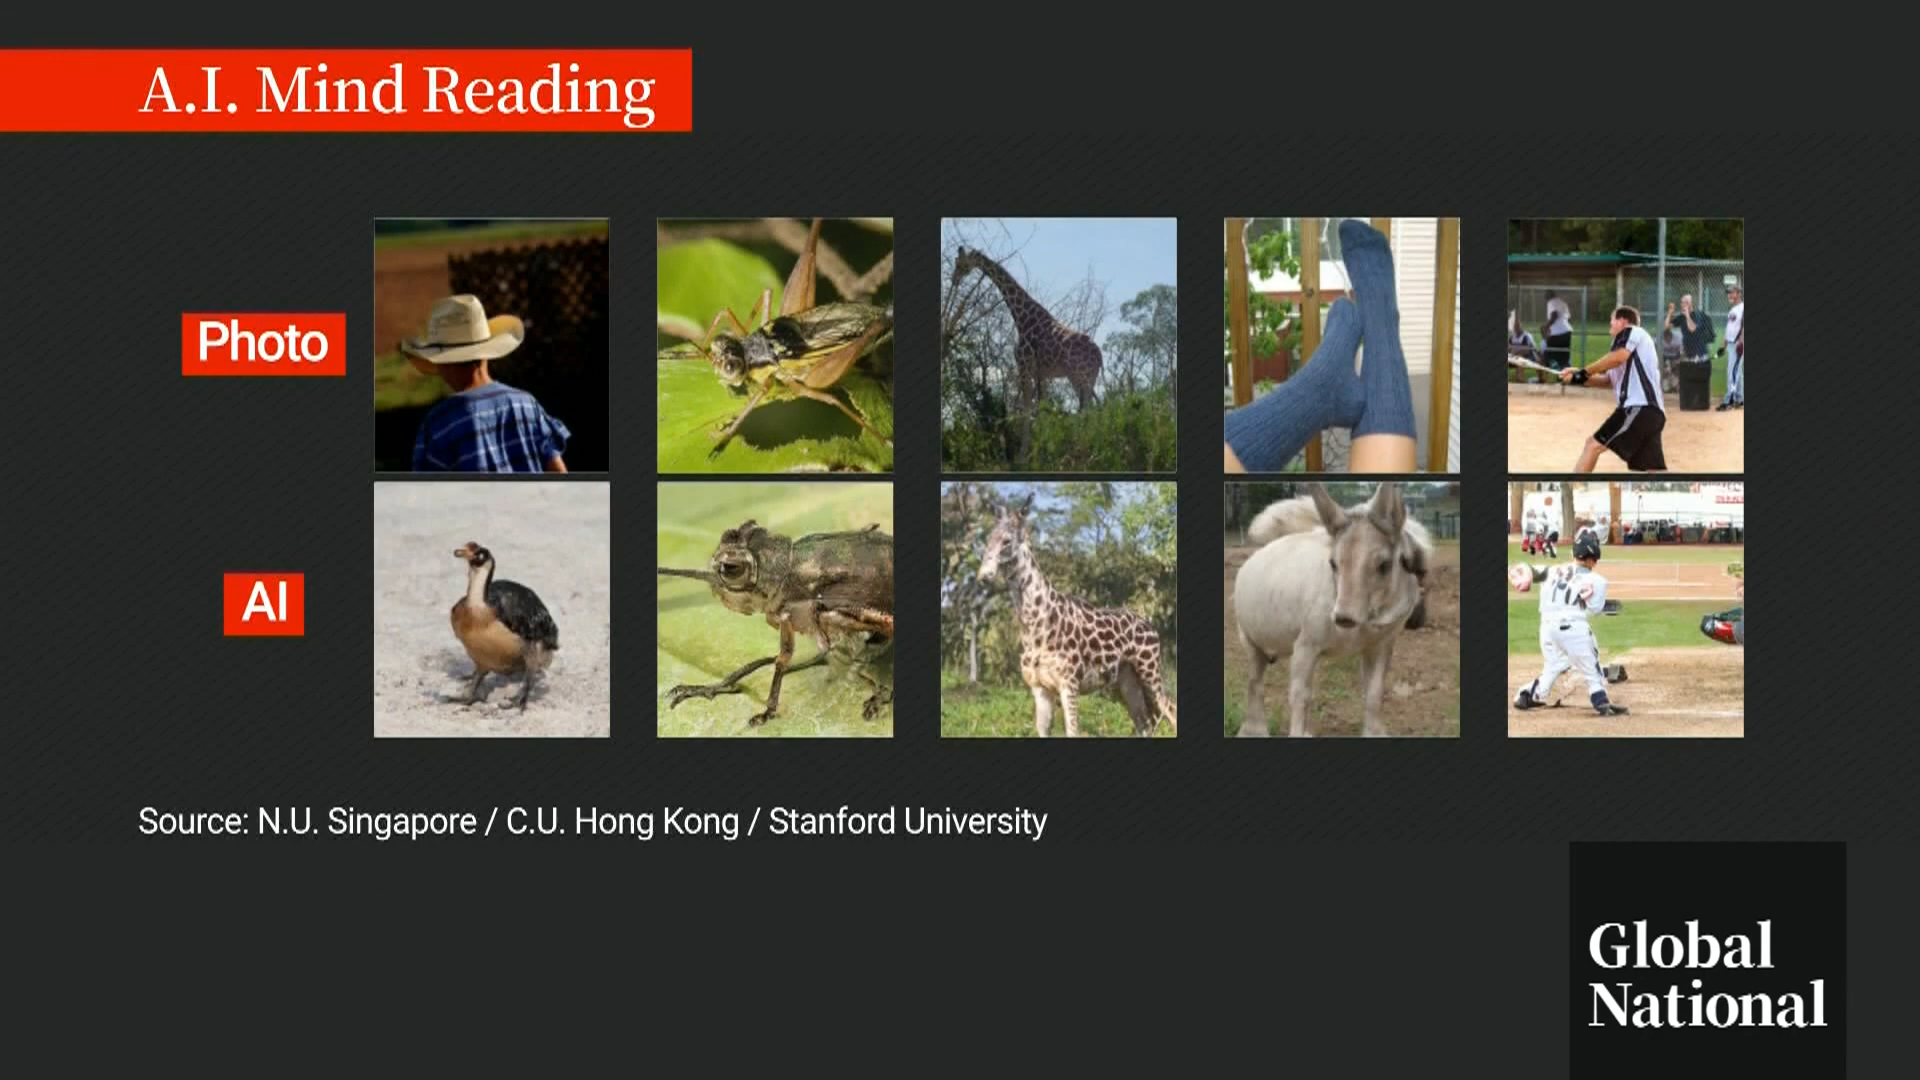 A.I. Mind Reading
Photo
AI
Source: N.U. Singapore / C.U. Hong Kong / Stanford University
Global
National